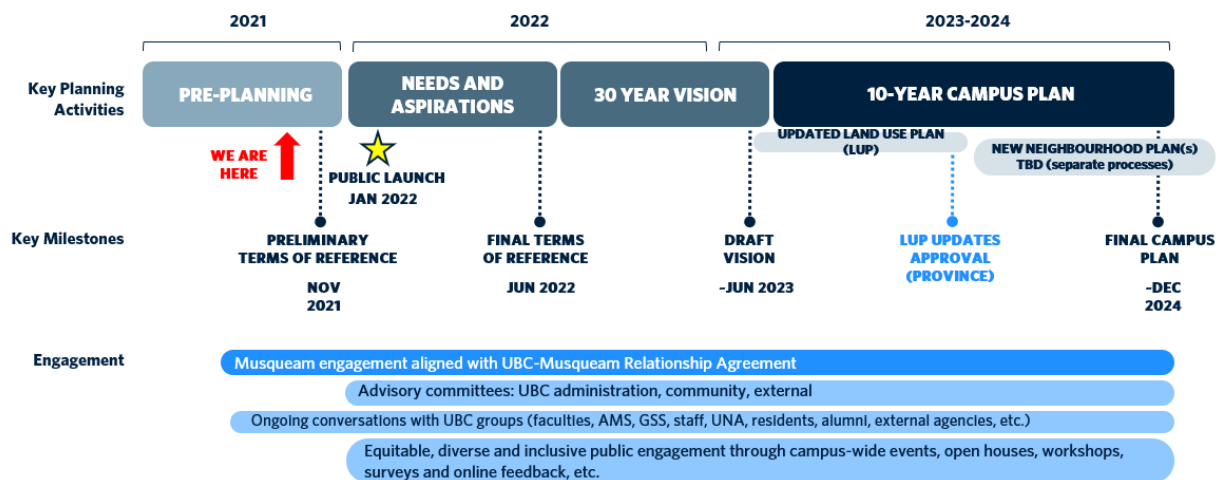 2021
2022
2023-2024
Key Planning
Activities
PRE-PLANNING
NEEDS AND
ASPIRATIONS
30 YEAR VISION
10-YEAR CAMPUS PLAN
WE ARE
HERE
PUBLIC LAUNCH
JAN 2022
UPDATED LAND USE PLAN
(LUP)
NEW NEIGHBOURHOOD PLAN(s)
TBD (separate processes)
Key Milestones
PRELIMINARY
TERMS OF REFERENCE
NOV
2021
FINAL TERMS
OF REFERENCE
JUN 2022
DRAFT
VISION
~JUN 2023
LUP UPDATES
APPROVAL
(PROVINCE)
FINAL CAMPUS
PLAN
~DEC
2024
Engagement
Musqueam engagement aligned with UBC-Musqueam Relationship Agreement
Advisory committees: UBC administration, community, external
Ongoing conversations with UBC groups (faculties, AMS, GSS, staff, UNA, residents, alumni, external agencies, etc.)
Equitable, diverse and inclusive public engagement through campus-wide events, open houses, workshops,
surveys and online feedback, etc.